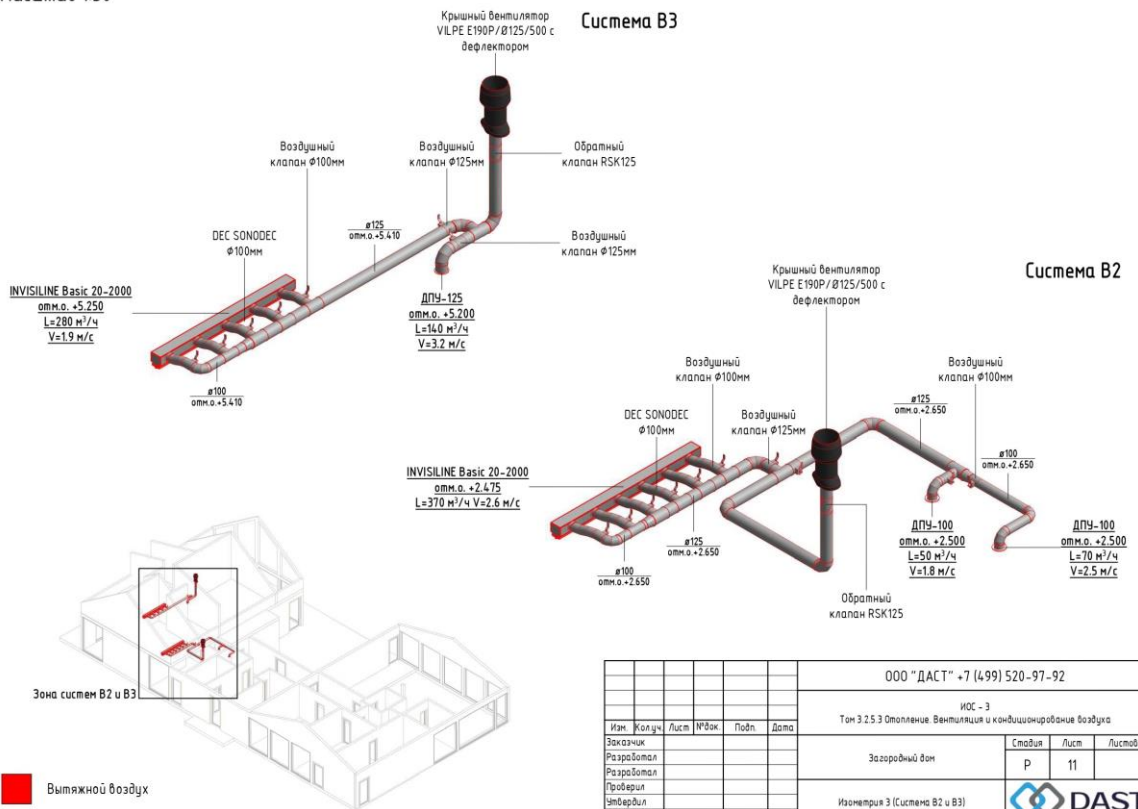 Крышный вентилятор
VILPE E190P/Ø125/500 с
дефлектором
Система В3
Воздушный
клапан Ф100мм
Воздушный
клапан Ф125мм
Обратный
клапан RSK125
ø125
отм.о.+5.410
DEC SONODEC
Ф100мм
Воздушный
клапан Ф125мм
INVISILINE Basic 20-2000
отм.о. +5.250
L=280 м³/ч
V=1.9 м/с
ДПУ-125
отм.о. +5.200
L=140 м³/ч
V=3.2 м/с
ø100
отм.о.+5.410
Крышный вентилятор
VILPE E190P/Ø125/500 с
дефлектором
Система В2
Воздушный
клапан Ф100мм
Воздушный
клапан Ф100мм
DEC SONODEC
Ф100мм
Воздушный
клапан Ф125мм
ø125
отм.о.+2.650
ø100
отм.о.+2.650
INVISILINE Basic 20-2000
отм.о. +2.475
L=370 м³/ч V=2.6 м/с
ø125
отм.о.+2.650
ø100
отм.о.+2.650
ДПУ-100
отм.о. +2.500
L=50 м³/ч
V=1.8 м/с
ДПУ-100
отм.о. +2.500
L=70 м³/ч
V=2.5 м/с
Обратный
клапан RSK125
Зона систем В2 и В3
Вытяжной воздух
ООО "ДАСТ" +7 (499) 520-97-92
ИОС - 3
Том 3.2.5.3 Отопление. Вентиляция и кондиционирование воздуха
Изм. Кол.уч. Лист №док. Подп. Дата
Заказчик
Разработал
Разработал
Проверил
Утвердил
Загородный дом
Стадия Лист Листов
Р 11
Изометрия 3 (Система В2 и В3)
DAST